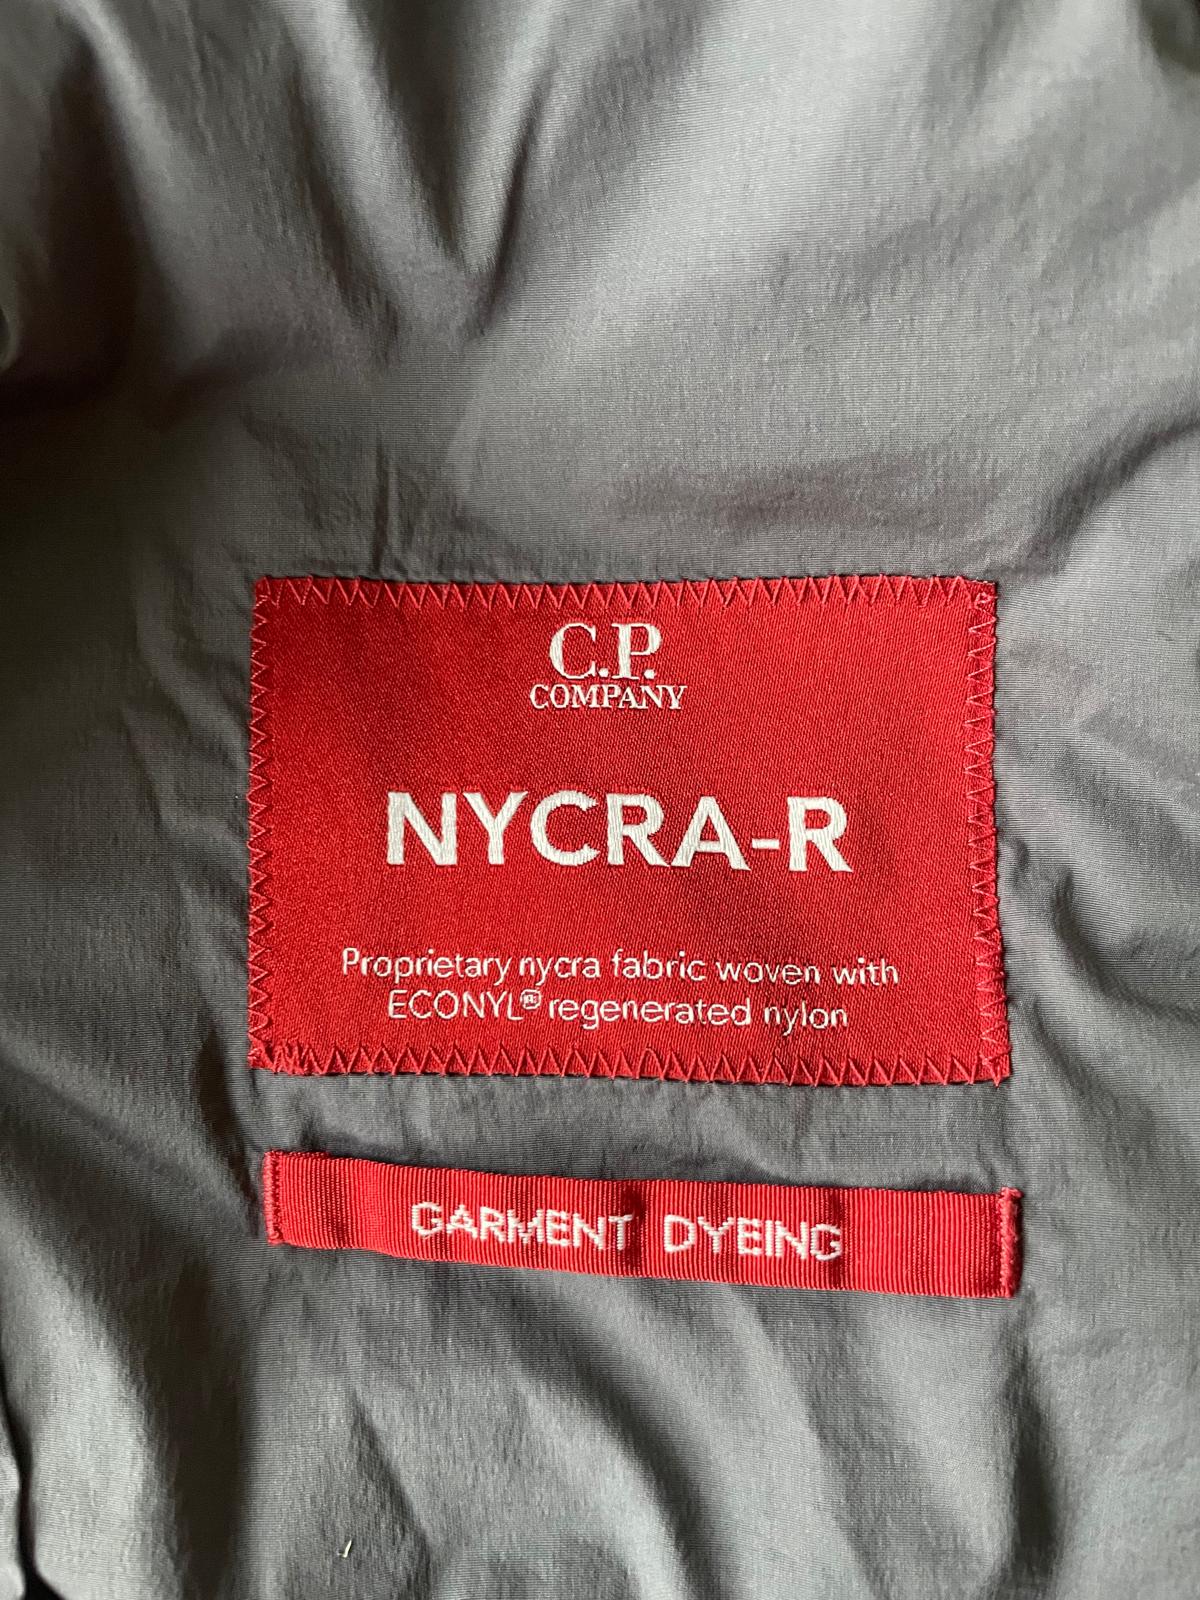 C.P.
COMPANY
NYCRA-R
Proprietary nycra fabric woven with
ECONYL® regenerated nylon
GARMENT DYEING